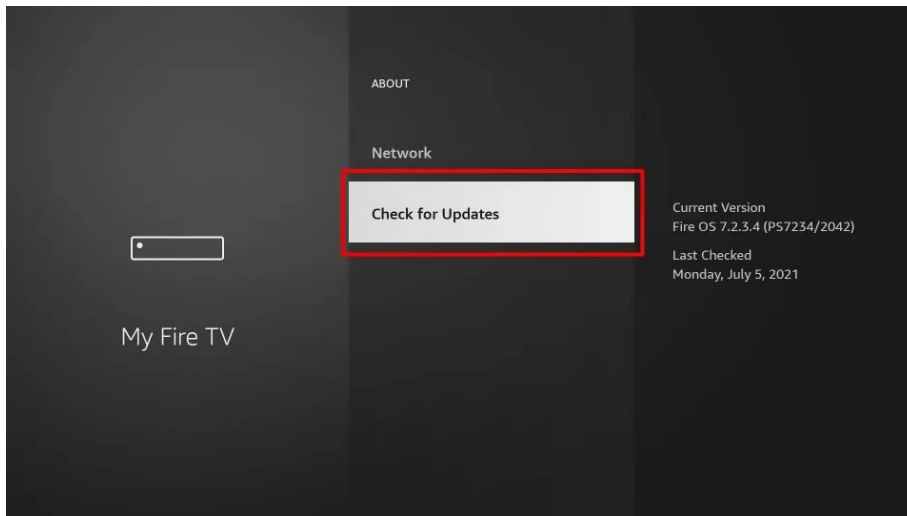 ABOUT
Network
Check for Updates
Current Version
Fire OS 7.2.3.4 (PS7234/2042)
Last Checked
Monday, July 5, 2021
My Fire TV